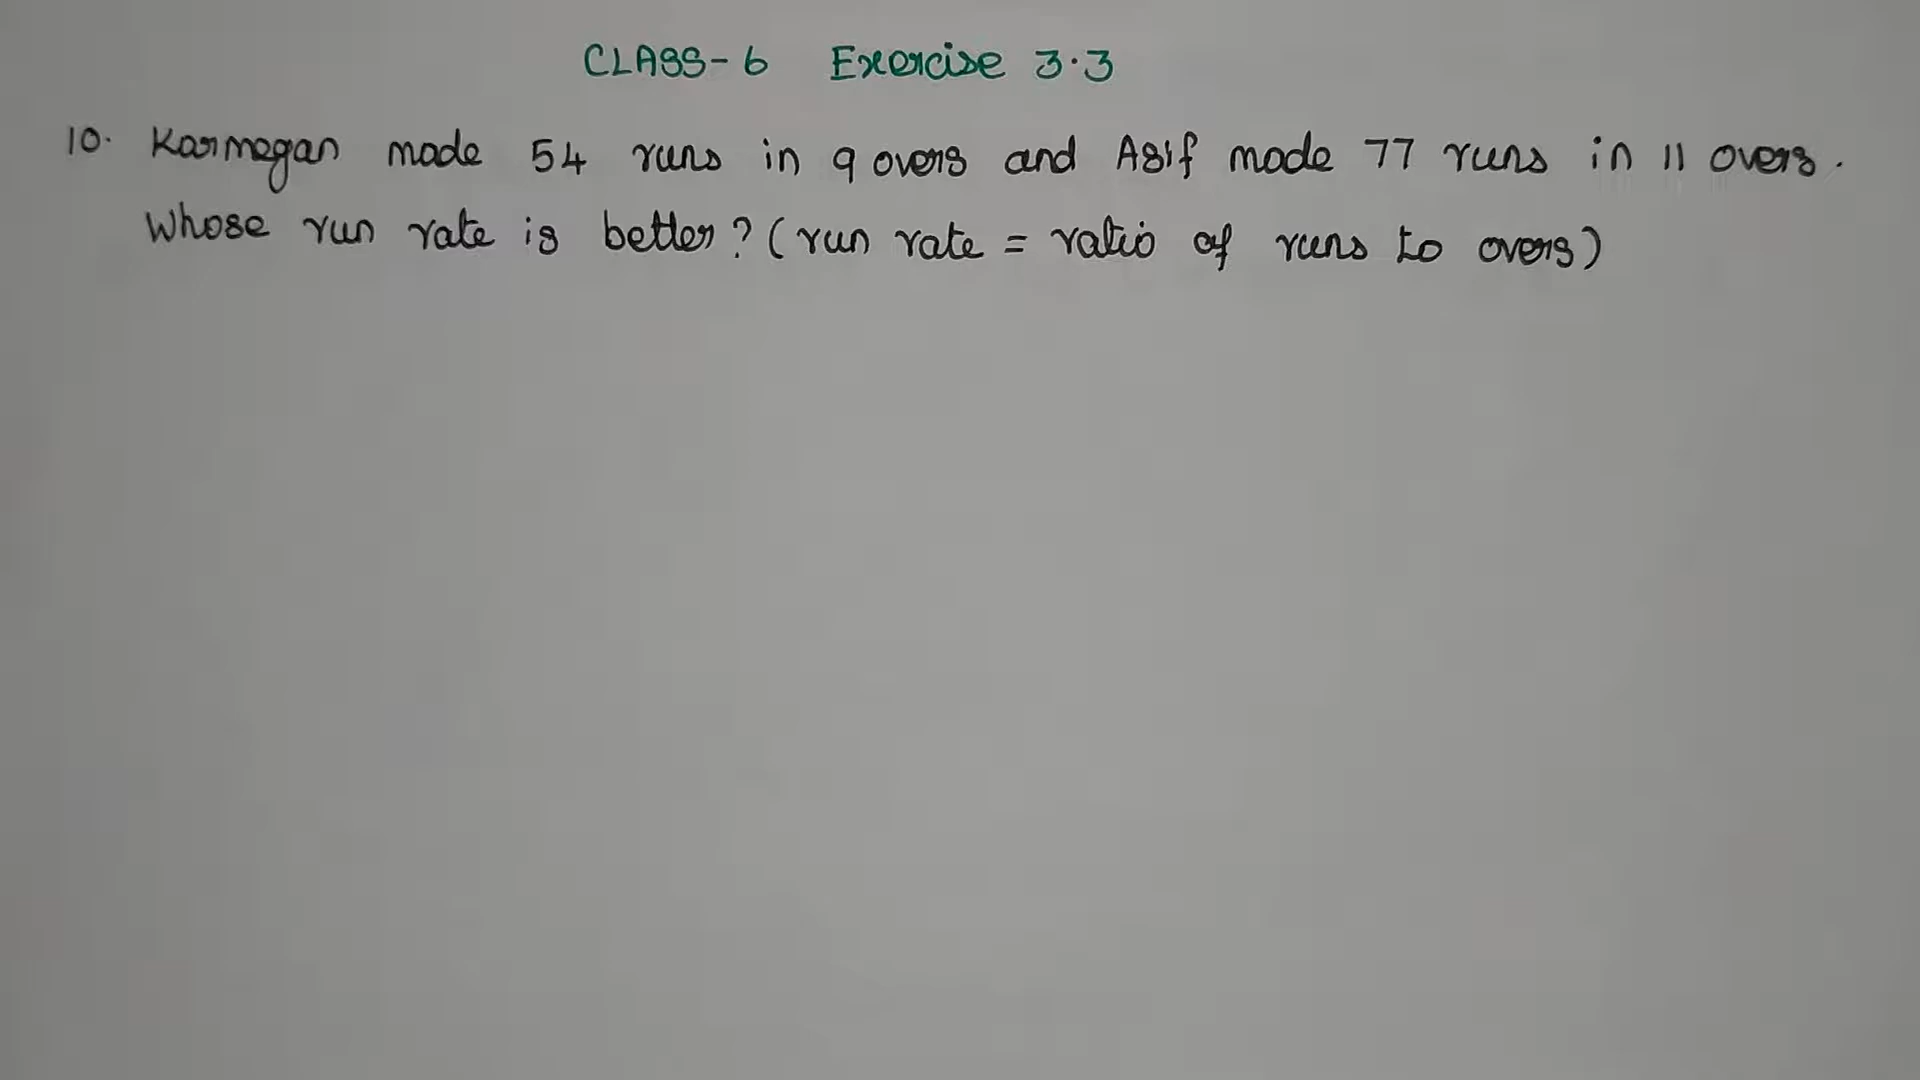 CLASS-6 Exercise 3.3
10. Karmegan made 54 runs in 9 overs and Asif made 77 runs in 11 overs.
Whose run rate is better? (run rate = ratio of runs to overs)